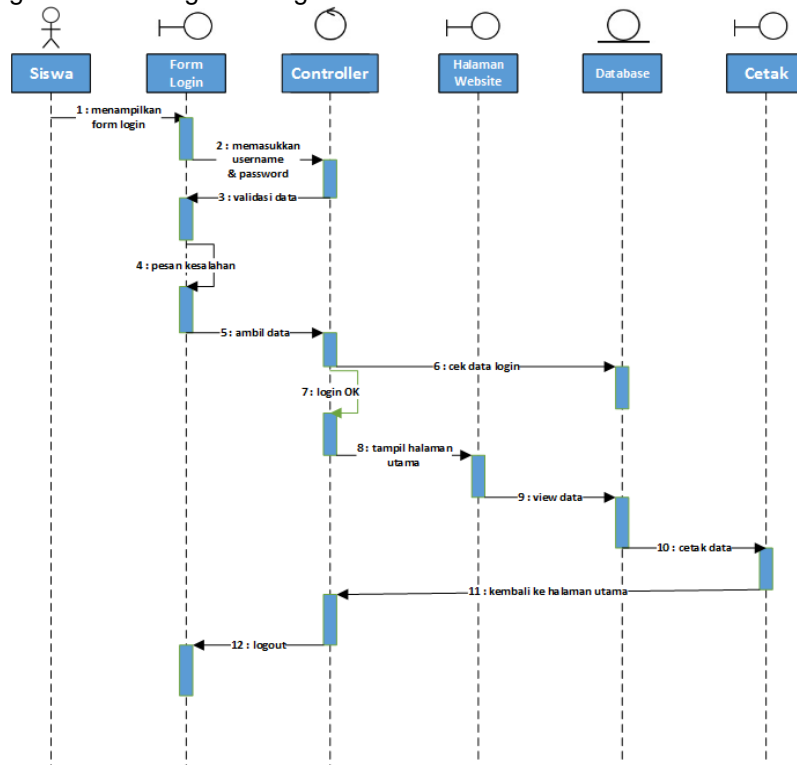 Siswa
Form
Login
Controller
Halaman
Website
Database
Cetak
1 : menampilkan
form login
2 : memasukkan
username
& password
3 : validasi data
4 : pesan kesalahan
5 : ambil data
6 : cek data login
7 : login OK
8 : tampil halaman
utama
9 : view data
10 : cetak data
11 : kembali ke halaman utama
12 : logout